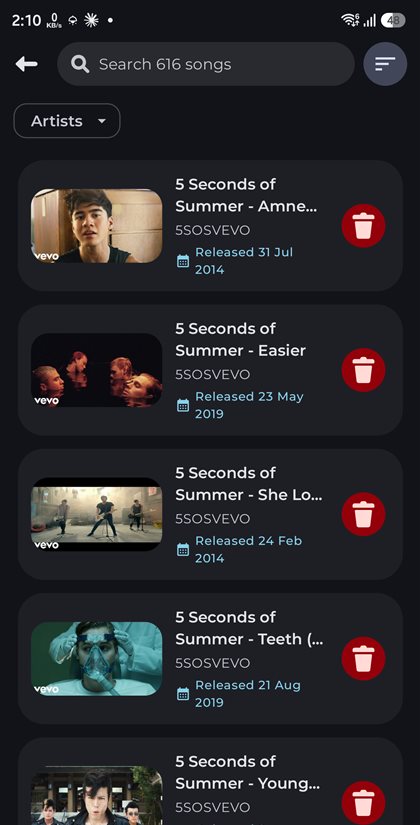 2:10 0 KB/s 6 48
Search 616 songs
Artists
5 Seconds of
Summer - Amne...
5SOSVEVO
Released 31 Jul
2014
vevo
5 Seconds of
Summer - Easier
5SOSVEVO
Released 23 May
2019
vevo
5 Seconds of
Summer - She Lo...
5SOSVEVO
Released 24 Feb
2014
vevo
5 Seconds of
Summer - Teeth (...
5SOSVEVO
Released 21 Aug
2019
vevo
5 Seconds of
Summer - Young...
5SOSVEVO